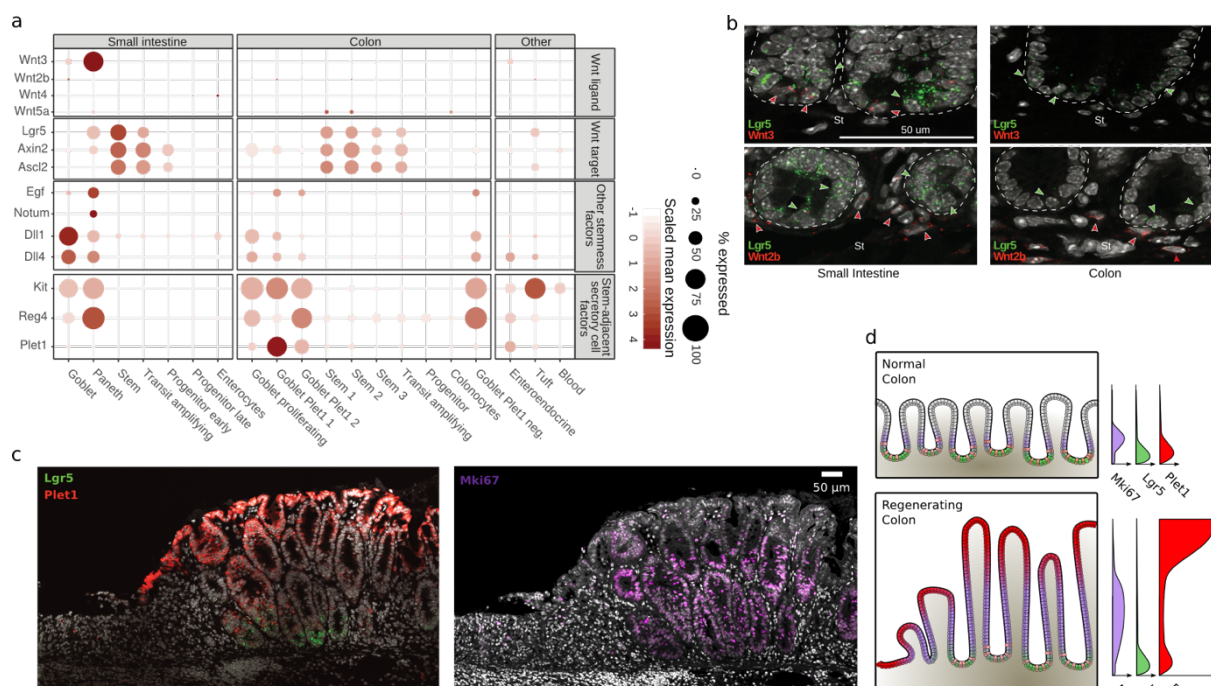 a
Small intestine
Colon
Other
Wnt3
Wnt2b
Wnt4
Wnt5a
Wnt ligand
Lgr5
Axin2
Ascl2
Wnt target
Egf
Notum
Dll1
Dll4
Other stemness
factors
Kit
Reg4
Plet1
Stem-adjacent
secretory cell
factors
Goblet
Paneth
Stem
Transit amplifying
Progenitor early
Progenitor late
Enterocytes
Goblet proliferating
Goblet Plet1 1
Goblet Plet1 2
Stem 1
Stem 2
Stem 3
Transit amplifying
Progenitor
Colonocytes
Goblet Plet1 neg.
Enteroendocrine
Tuft
Blood
Scaled mean expression
-1
0
1
2
3
4
% expressed
0
25
50
75
100
b
Lgr5
Wnt3
St
50 um
Lgr5
Wnt3
St
Lgr5
Wnt2b
St
Small Intestine
Lgr5
Wnt2b
St
Colon
c
Lgr5
Plet1
Mki67
50 µm
d
Normal
Colon
Mki67
Lgr5
Plet1
Regenerating
Colon